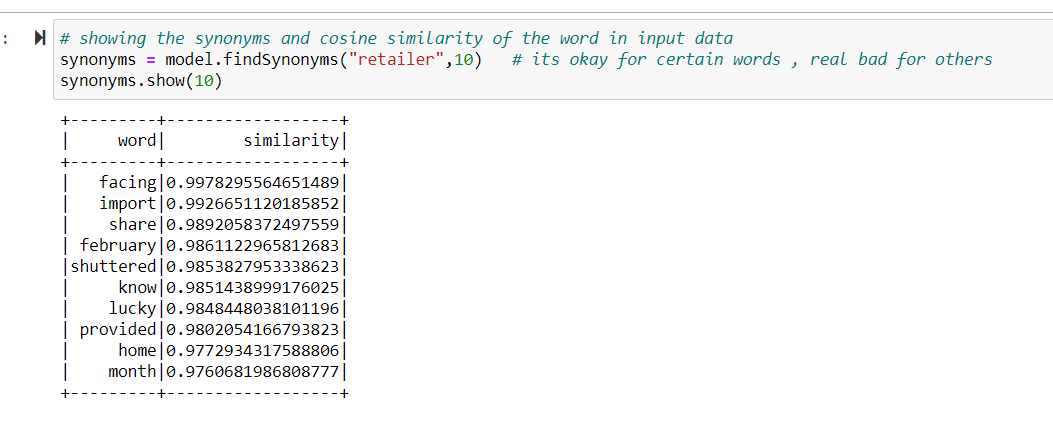 :
# showing the synonyms and cosine similarity of the word in input data
synonyms = model.findSynonyms("retailer",10)   # its okay for certain words , real bad for others
synonyms.show(10)
+---------+------------------+
|     word|        similarity|
+---------+------------------+
|   facing|0.9978295564651489|
|   import|0.9926651120185852|
|    share|0.9892058372497559|
| february|0.9861122965812683|
|shuttered|0.9853827953338623|
|     know|0.9851438999176025|
|    lucky|0.9848448038101196|
| provided|0.9802054166793823|
|     home|0.9772934317588806|
|    month|0.9760681986808777|
+---------+------------------+